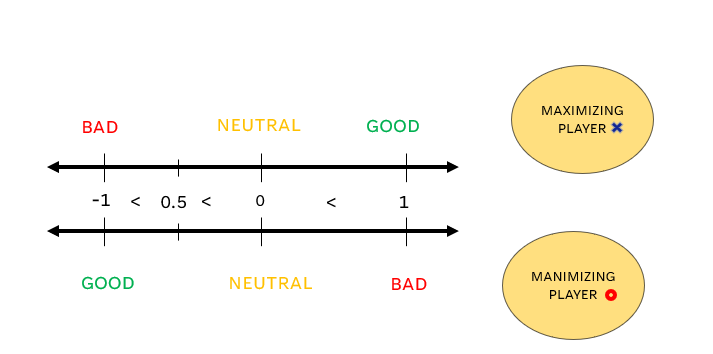 MAXIMIZING
PLAYER
BAD NEUTRAL GOOD
-1 < 0.5 < 0 < 1
GOOD NEUTRAL BAD
MANIMIZING
PLAYER